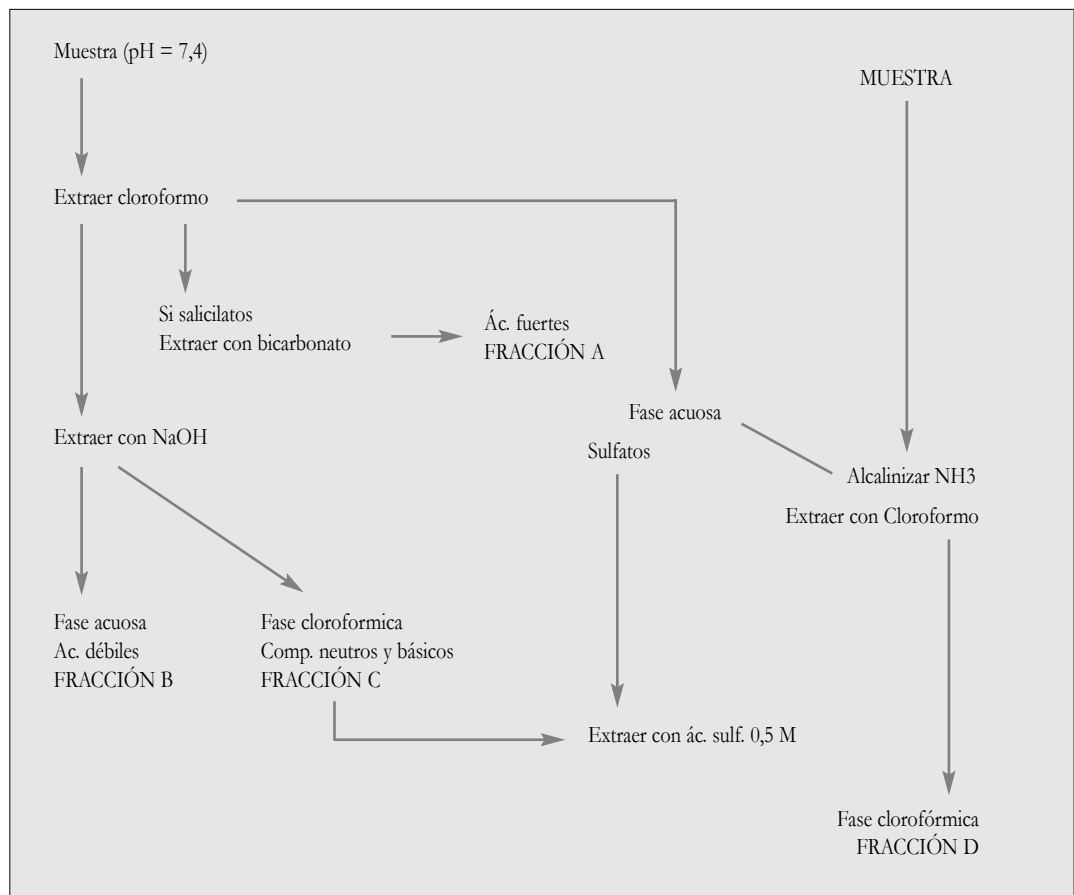 Muestra (pH = 7,4)
MUESTRA
Extraer cloroformo
Si salicilatos
Extraer con bicarbonato
Ác. fuertes
FRACCIÓN A
Fase acuosa
Extraer con NaOH
Sulfatos
Alcalinizar NH3
Extraer con Cloroformo
Fase acuosa
Ac. débiles
FRACCIÓN B
Fase cloroformica
Comp. neutros y básicos
FRACCIÓN C
Extraer con ác. sulf. 0,5 M
Fase clorofórmica
FRACCIÓN D